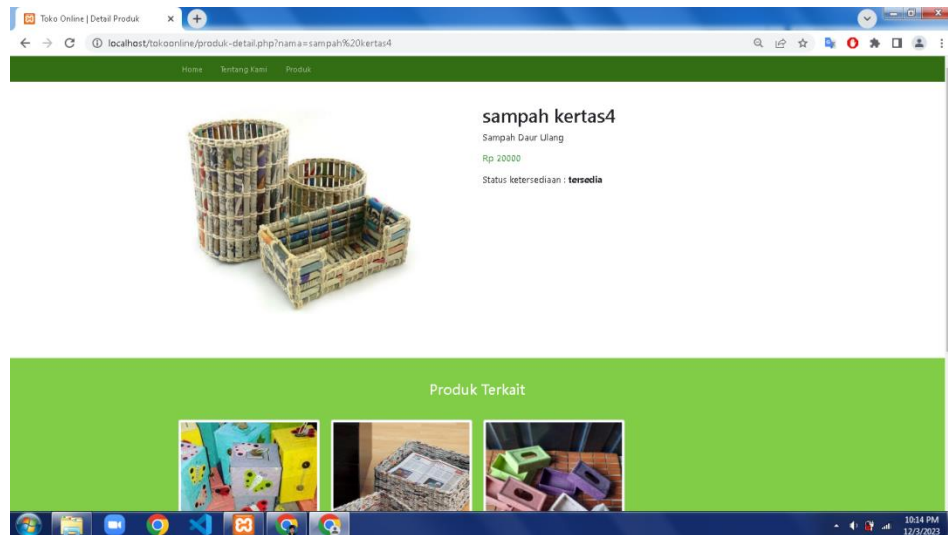 Toko Online | Detail Produk
localhost/tokoonline/produk-detail.php?nama=sampah%20kertas4
Home Tentang Kami Produk
sampah kertas4
Sampah Daur Ulang
Rp 20000
Status ketersediaan : tersedia
Produk Terkait
10:14 PM
12/3/2023